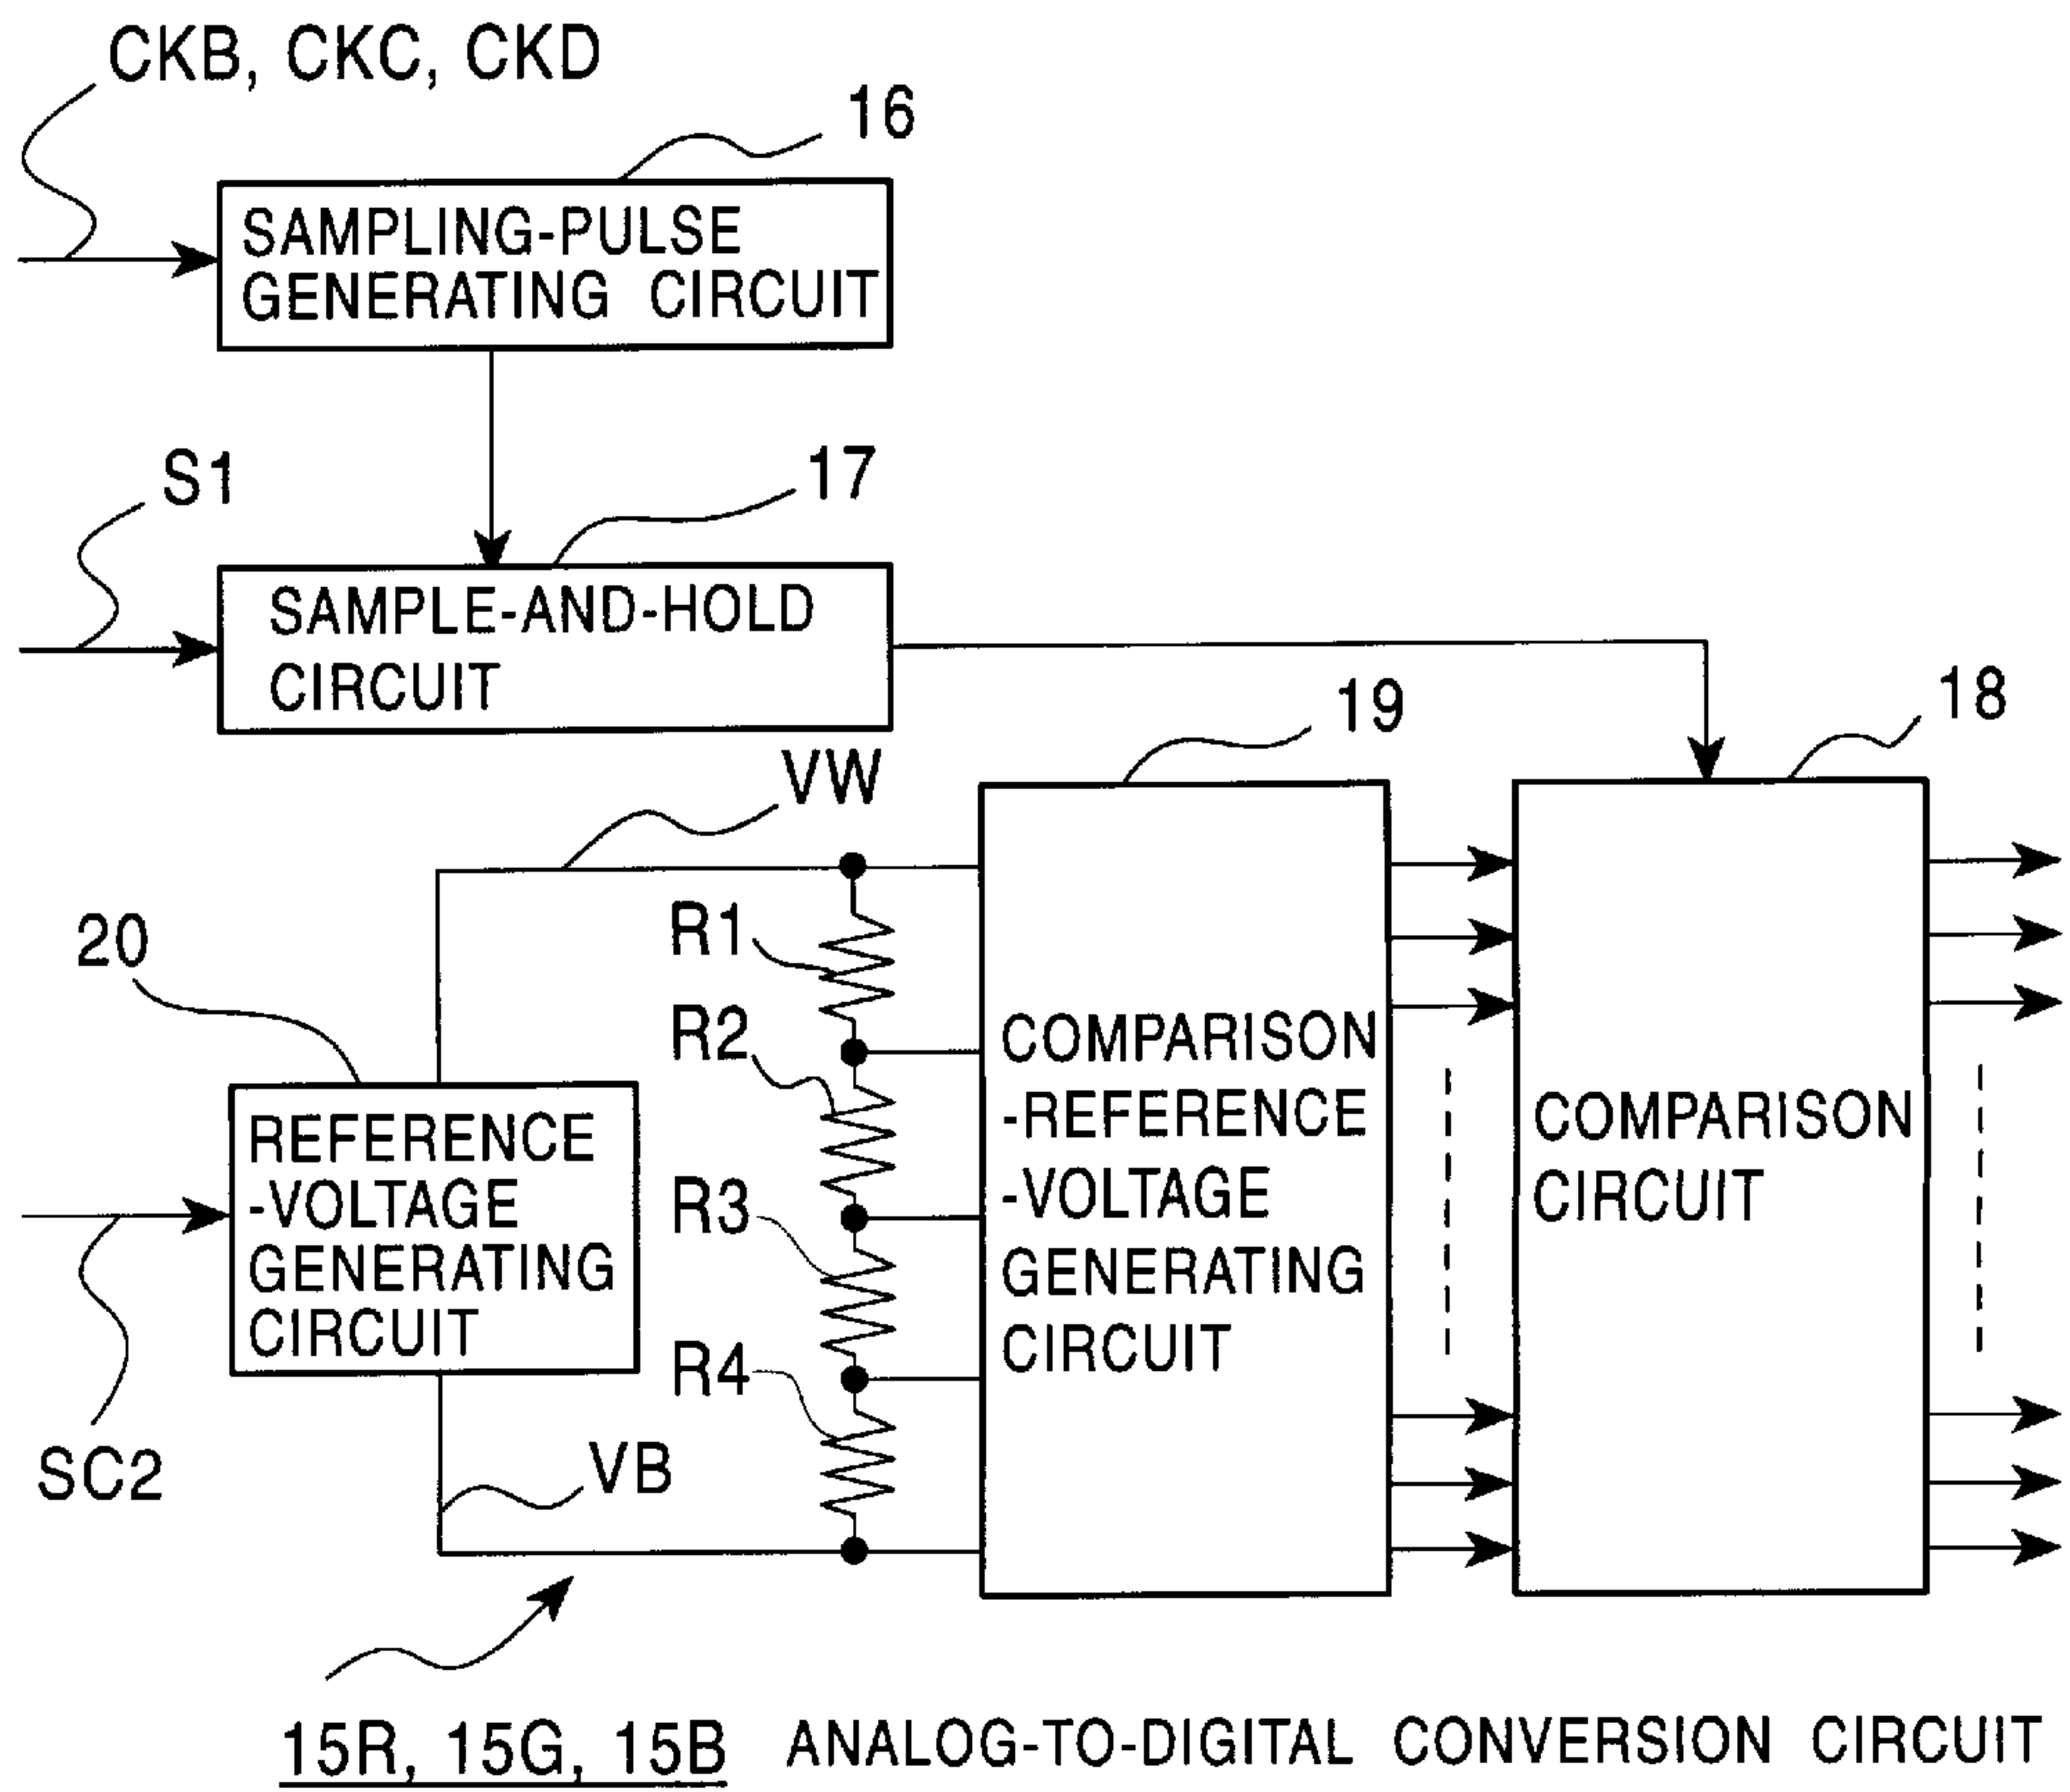 CKB, CKC, CKD
16
SAMPLING-PULSE
GENERATING CIRCUIT
S1
17
SAMPLE-AND-HOLD
CIRCUIT
19
18
VW
20
R1
R2
R3
R4
REFERENCE
-VOLTAGE
GENERATING
CIRCUIT
COMPARISON
-REFERENCE
-VOLTAGE
GENERATING
CIRCUIT
COMPARISON
CIRCUIT
SC2
VB
15R, 15G, 15B ANALOG-TO-DIGITAL CONVERSION CIRCUIT